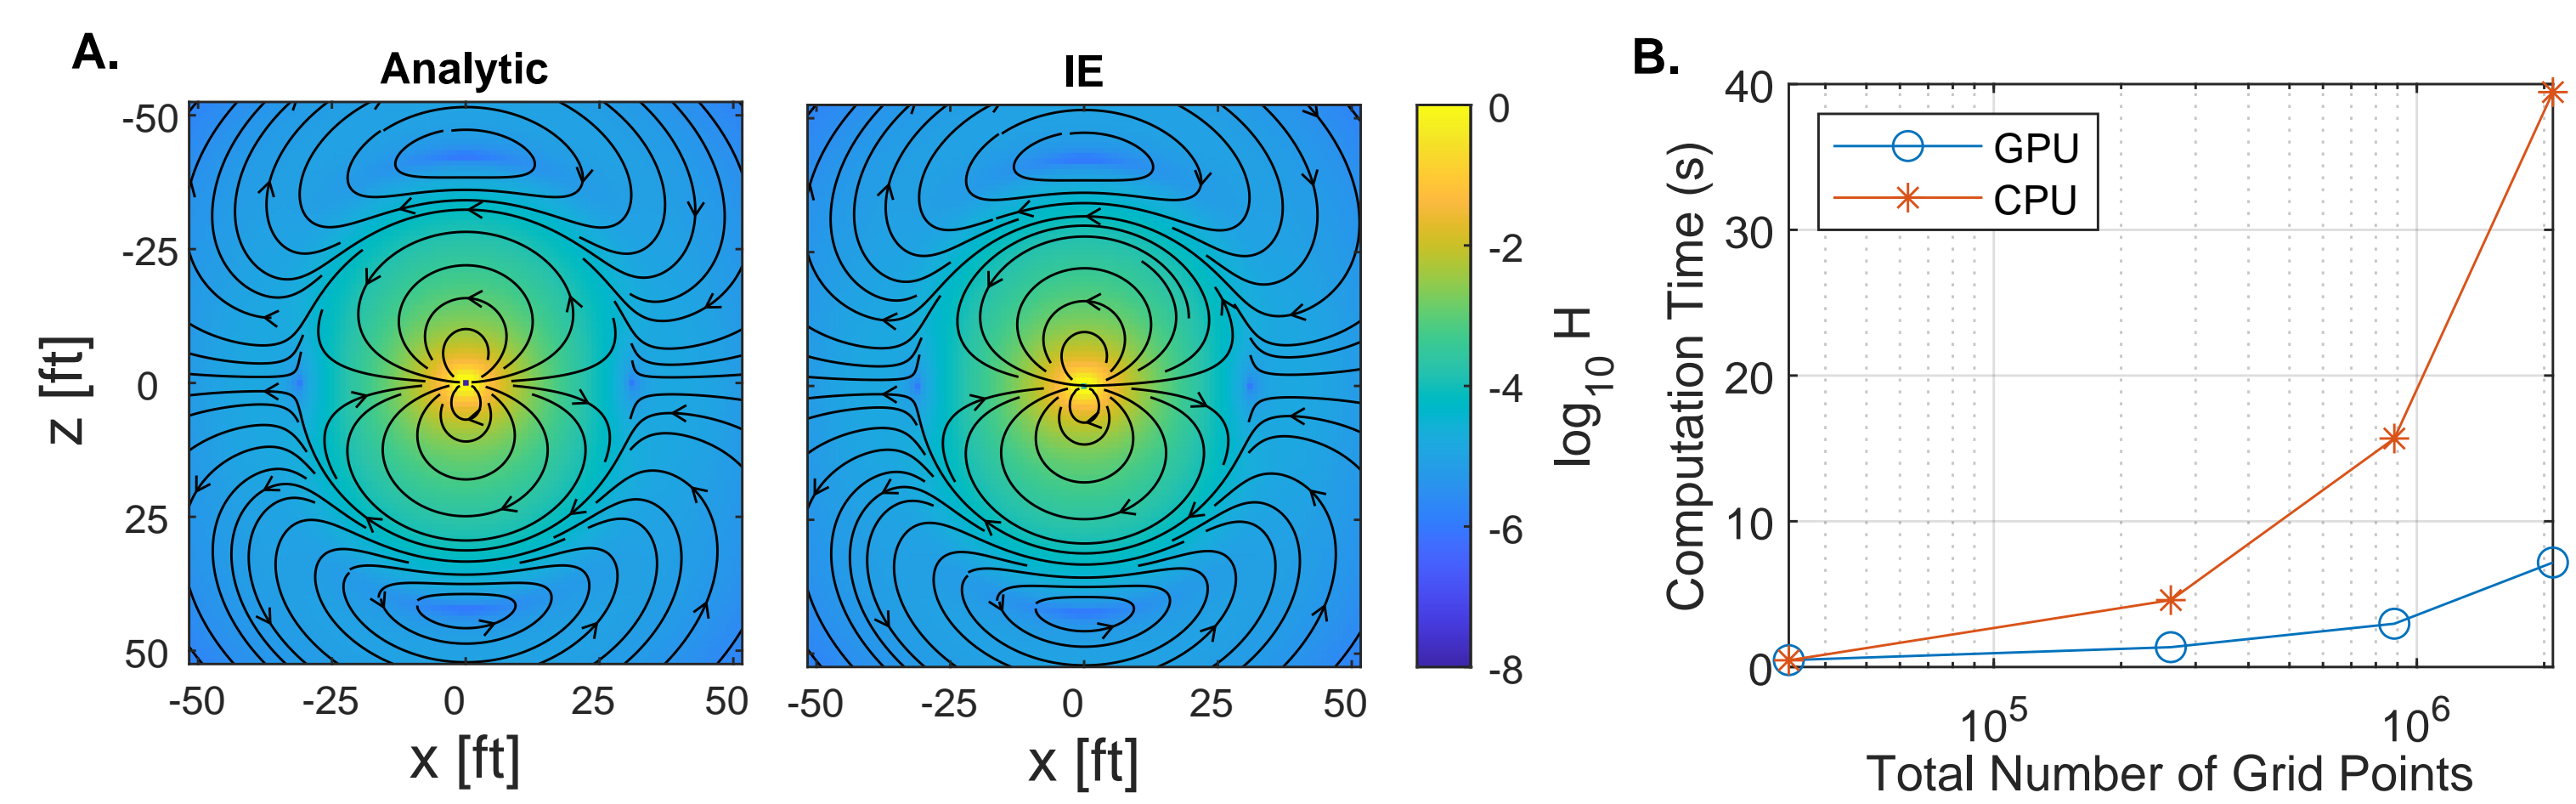 A.
Analytic
IE
-50
-25
0
25
50
z [ft]
-50
-25
0
25
50
x [ft]
-50
-25
0
25
50
x [ft]
0
-2
-4
-6
-8
log10 H
B.
40
30
20
10
0
Computation Time (s)
GPU
CPU
10^5
10^6
Total Number of Grid Points